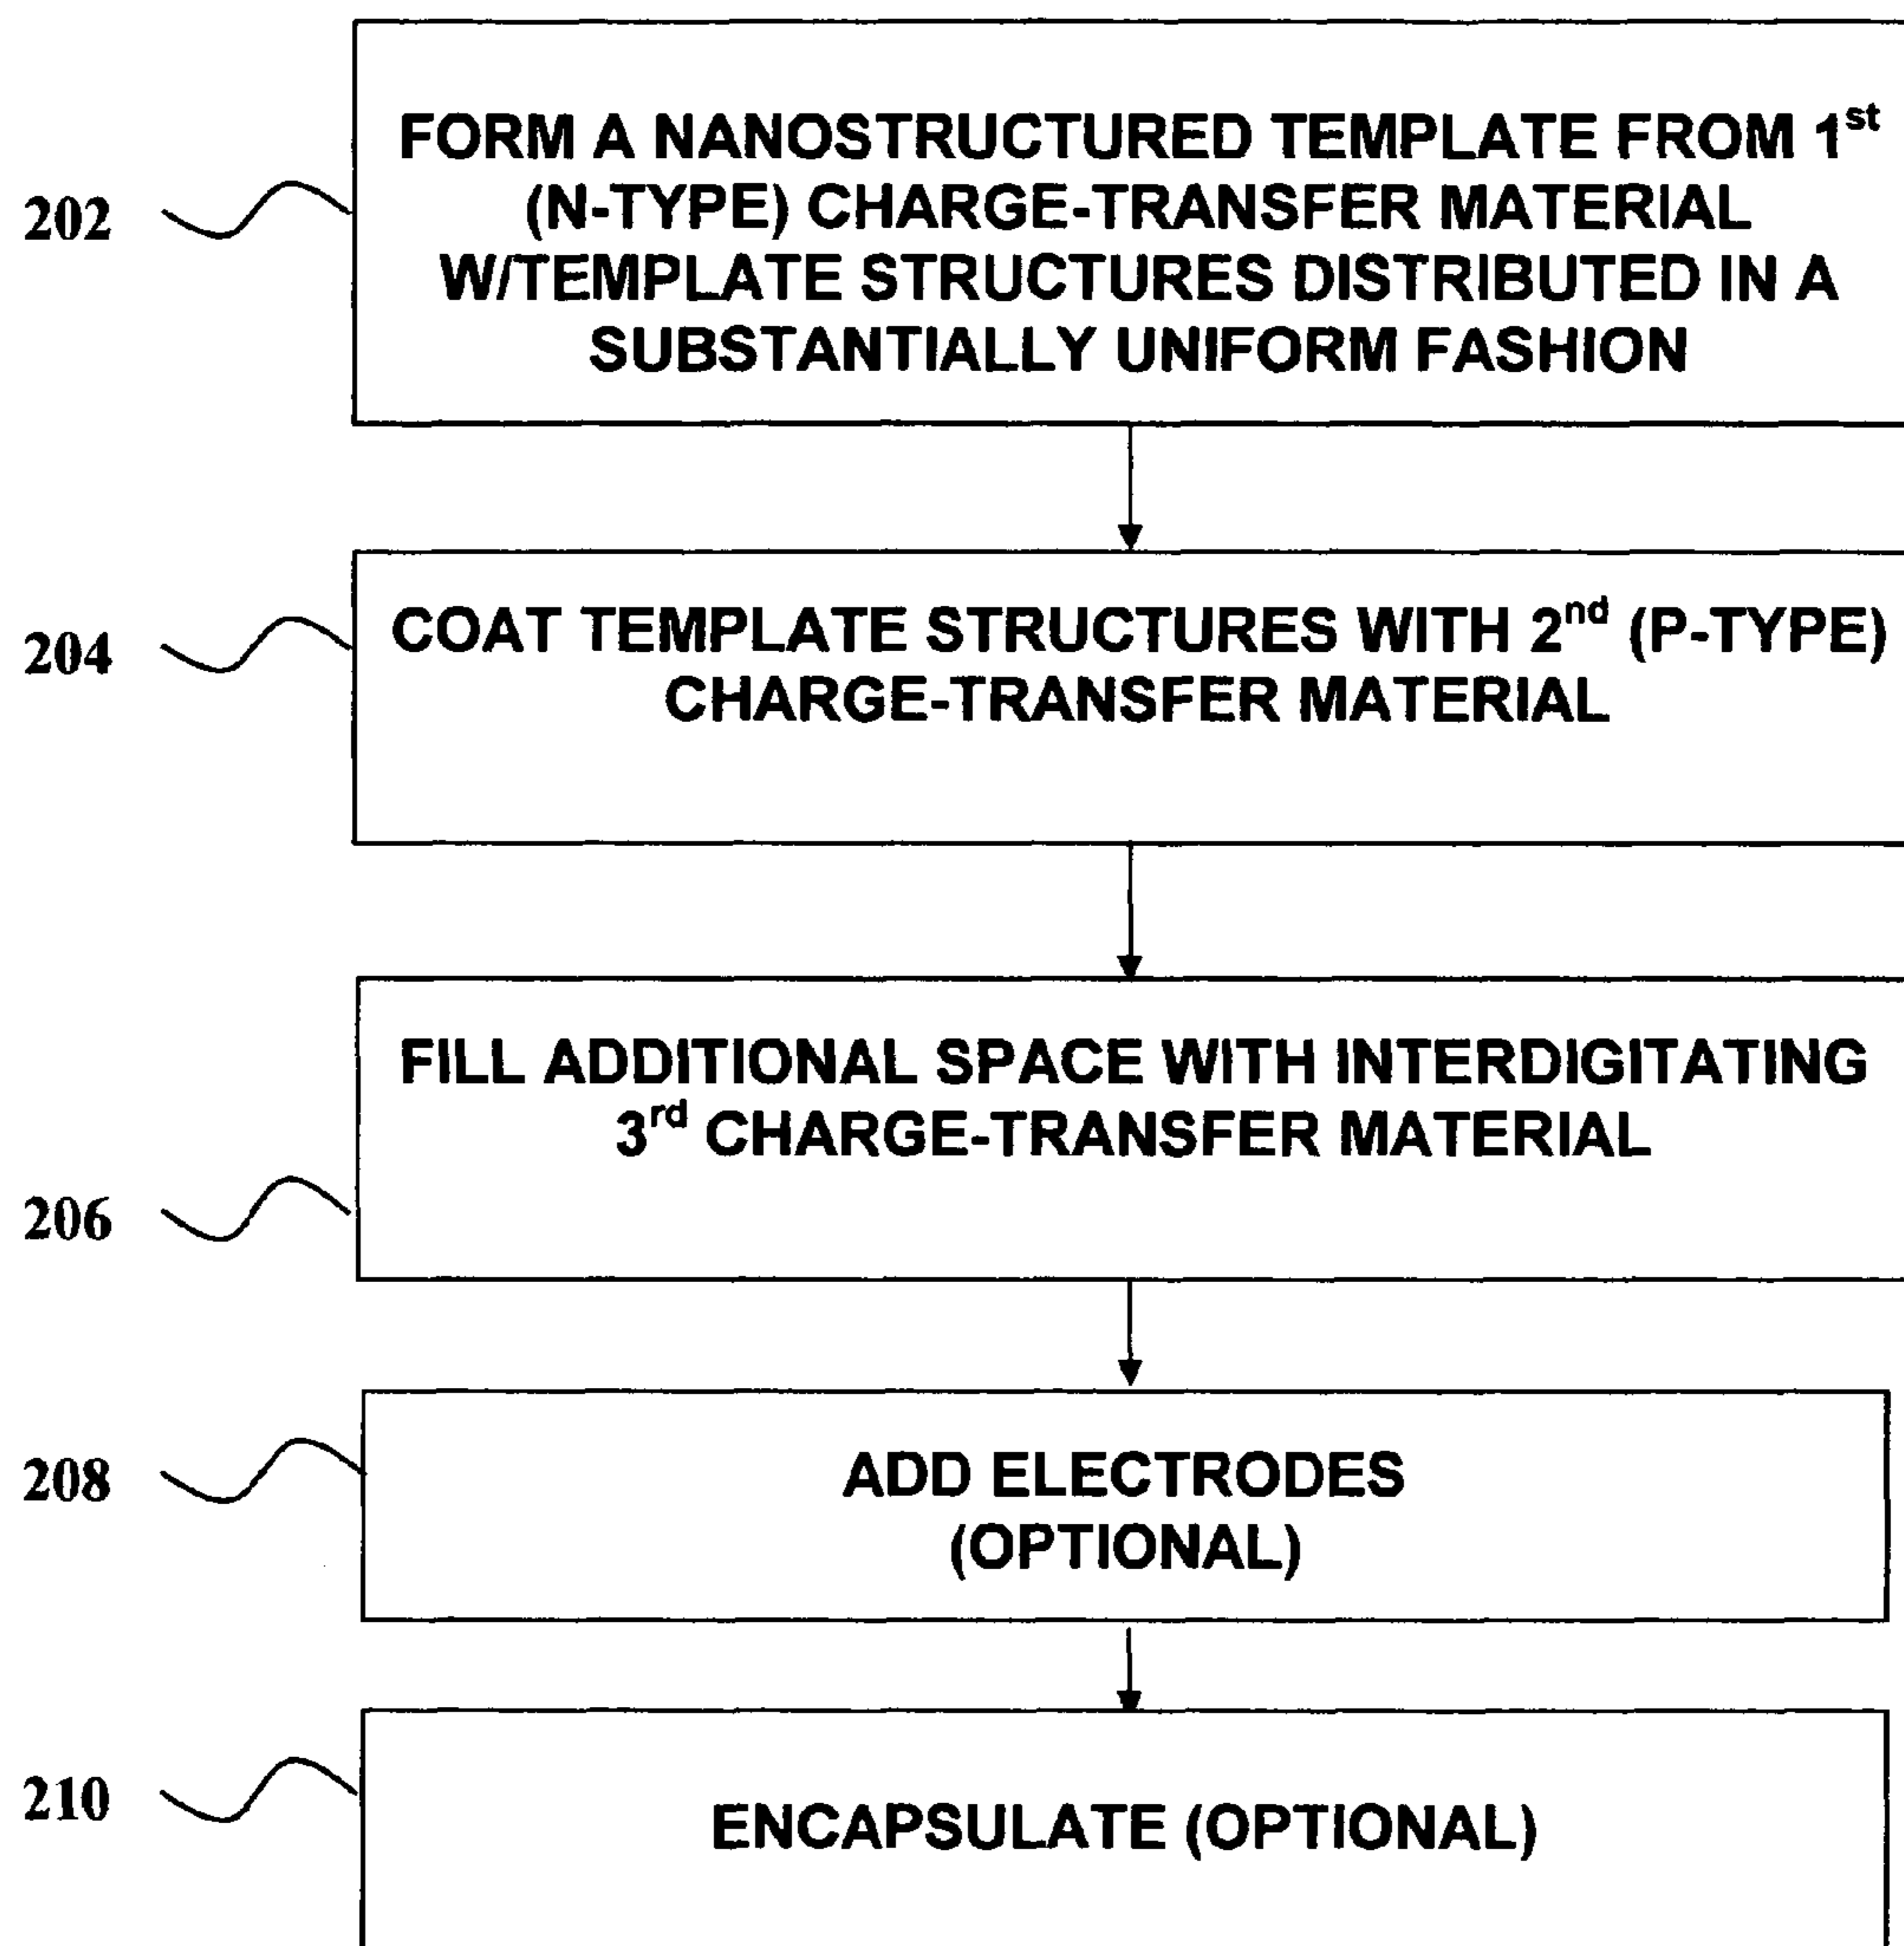 202
FORM A NANOSTRUCTURED TEMPLATE FROM 1st
(N-TYPE) CHARGE-TRANSFER MATERIAL
W/TEMPLATE STRUCTURES DISTRIBUTED IN A
SUBSTANTIALLY UNIFORM FASHION
204
COAT TEMPLATE STRUCTURES WITH 2nd (P-TYPE)
CHARGE-TRANSFER MATERIAL
206
FILL ADDITIONAL SPACE WITH INTERDIGITATING
3rd CHARGE-TRANSFER MATERIAL
208
ADD ELECTRODES
(OPTIONAL)
210
ENCAPSULATE (OPTIONAL)